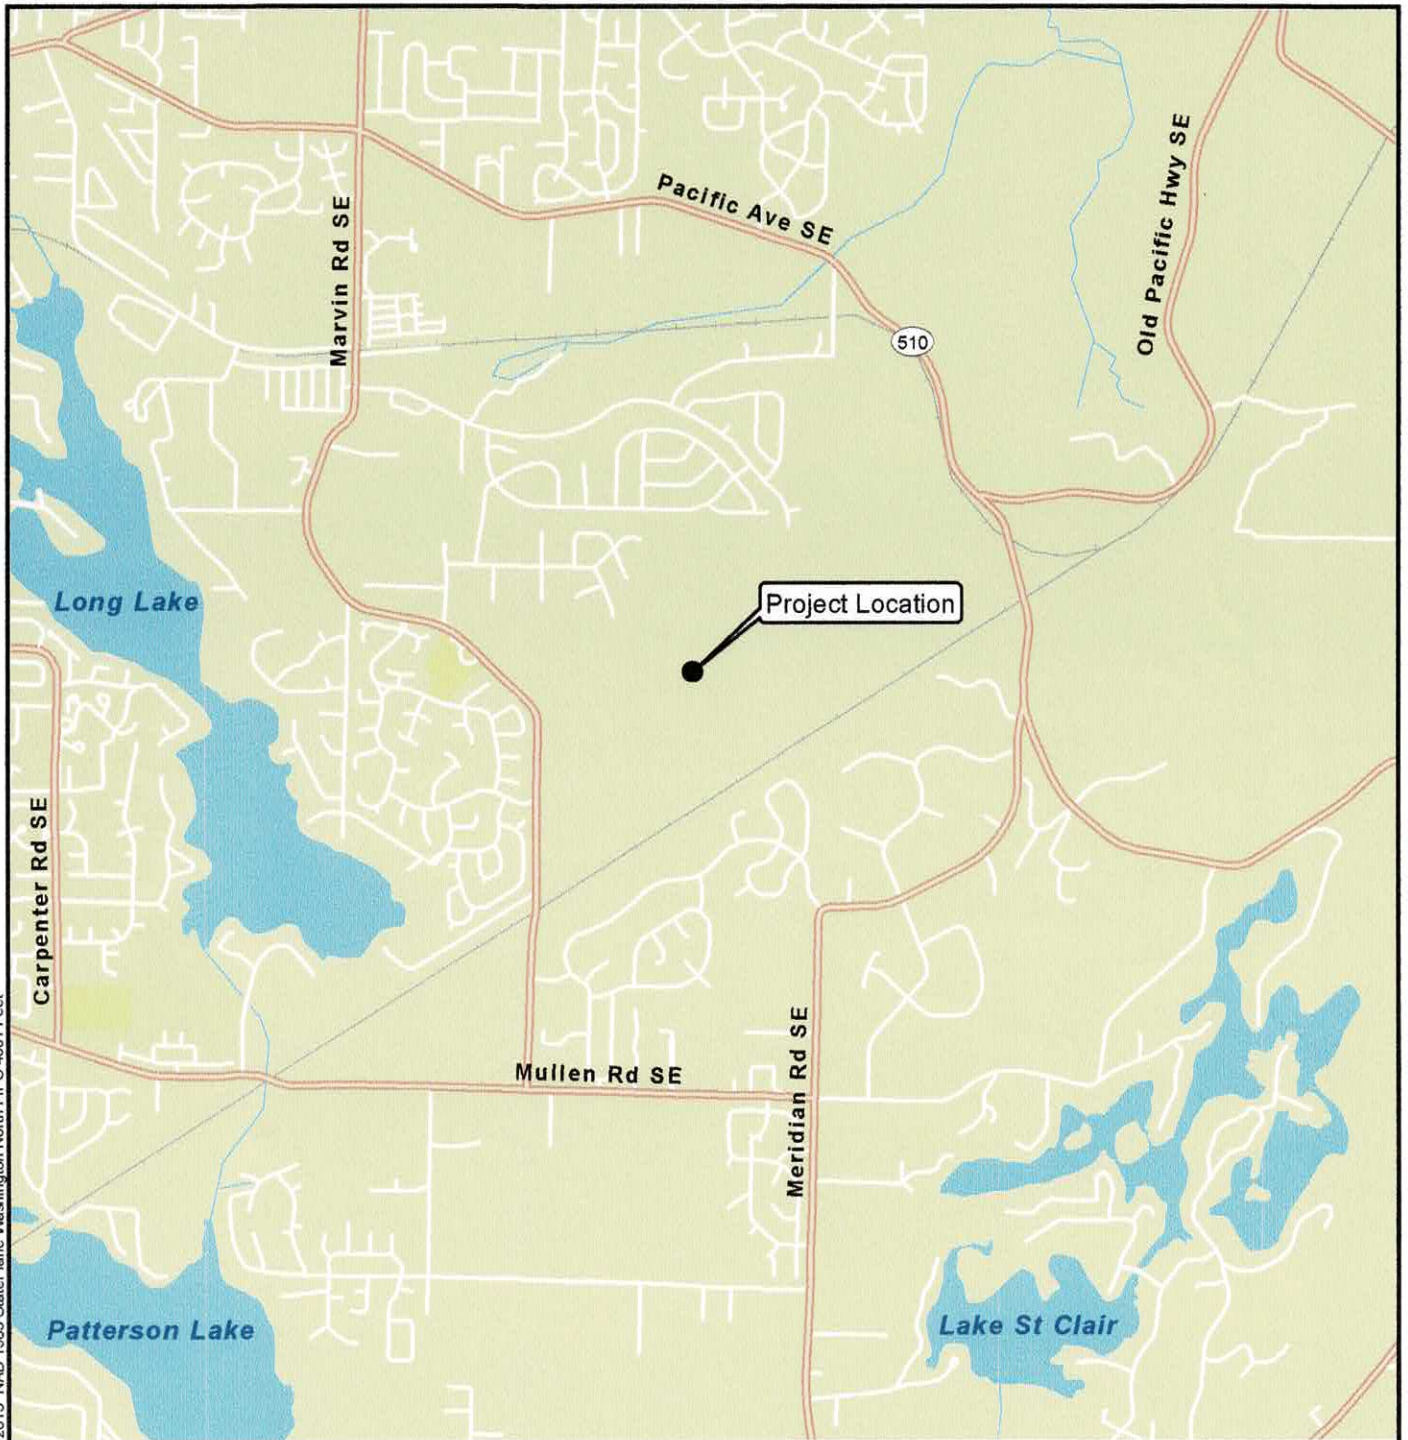 Pacific Ave SE
Old Pacific Hwy SE
Marvin Rd SE
510
Long Lake
Project Location
Carpenter Rd SE
Mullen Rd SE
Meridian Rd SE
Patterson Lake
Lake St Clair